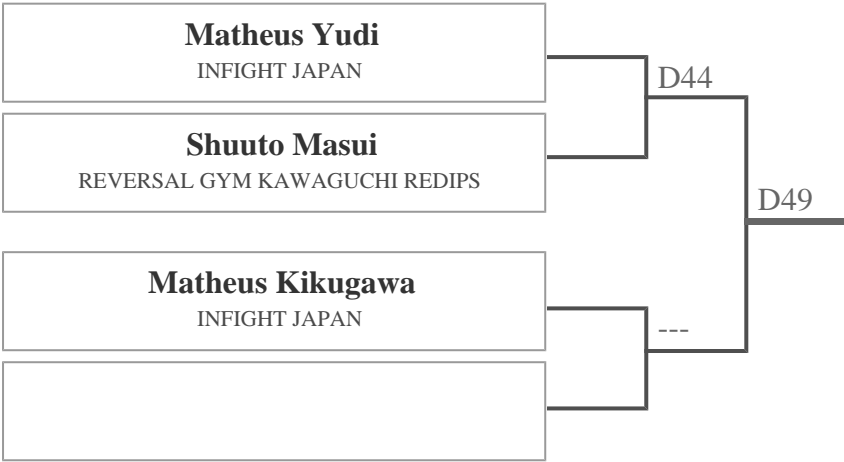 Matheus Yudi
INFIGHT JAPAN
D44
Shuuto Masui
REVERSAL GYM KAWAGUCHI REDIPS
D49
Matheus Kikugawa
INFIGHT JAPAN
---